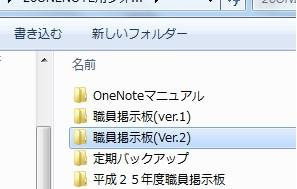 書き込む 新しいフォルダー
名前
OneNoteマニュアル
職員掲示板(ver.1)
職員掲示板(Ver.2)
定期バックアップ
平成２５年度職員掲示板